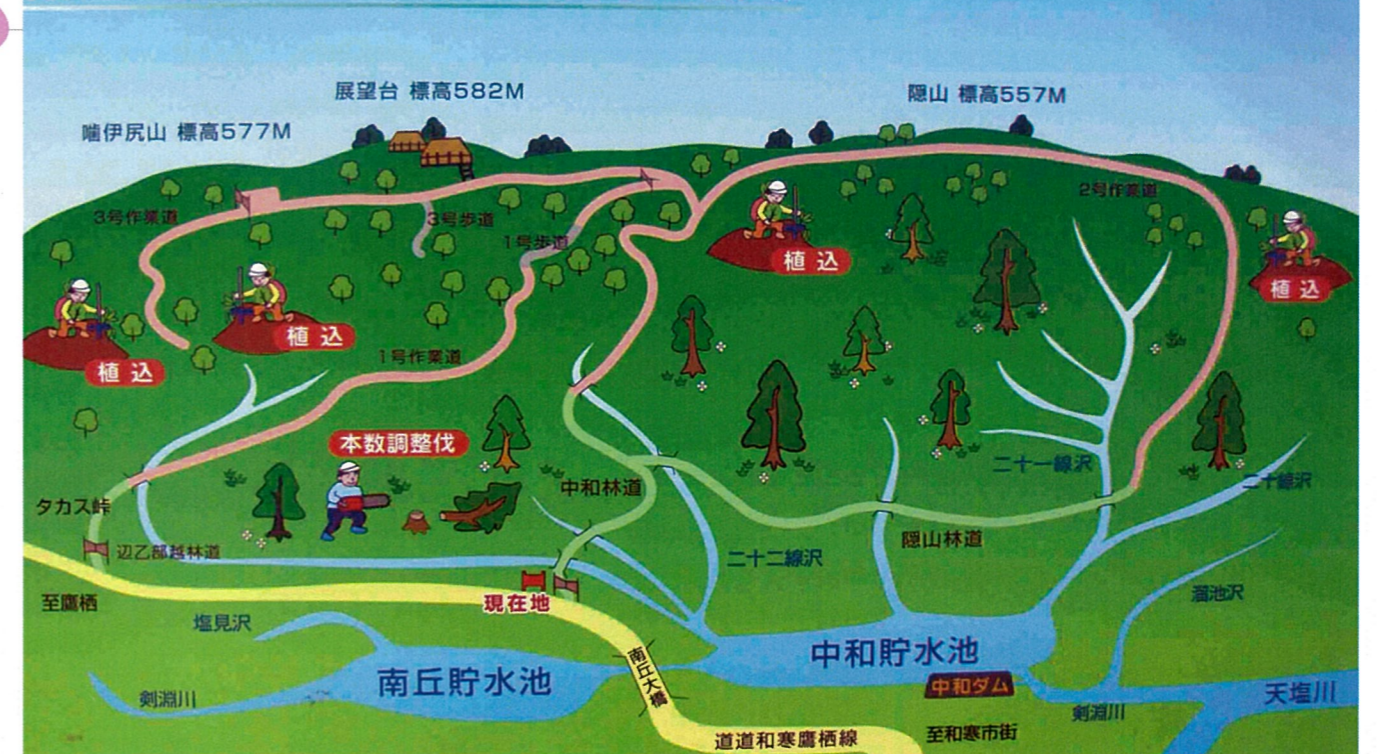 展望台 標高582M
隠山 標高557M
噛伊尻山 標高577M
2号作業道
3号作業道
3号歩道
1号歩道
植込
植込
植込
植込
1号作業道
本数調整伐
二十一線沢
二十線沢
中和林道
タカス峠
隠山林道
辺乙部越林道
二十二線沢
溜池沢
至鷹栖
現在地
塩見沢
中和貯水池
南丘大橋
南丘貯水池
中和ダム
天塩川
剣淵川
剣淵川
道道和寒鷹栖線
至和寒市街